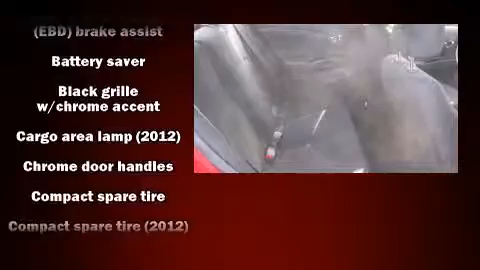 (EBD) brake assist
Battery saver
Black grille
w/chrome accent
Cargo area lamp (2012)
Chrome door handles
Compact spare tire
Compact spare tire (2012)